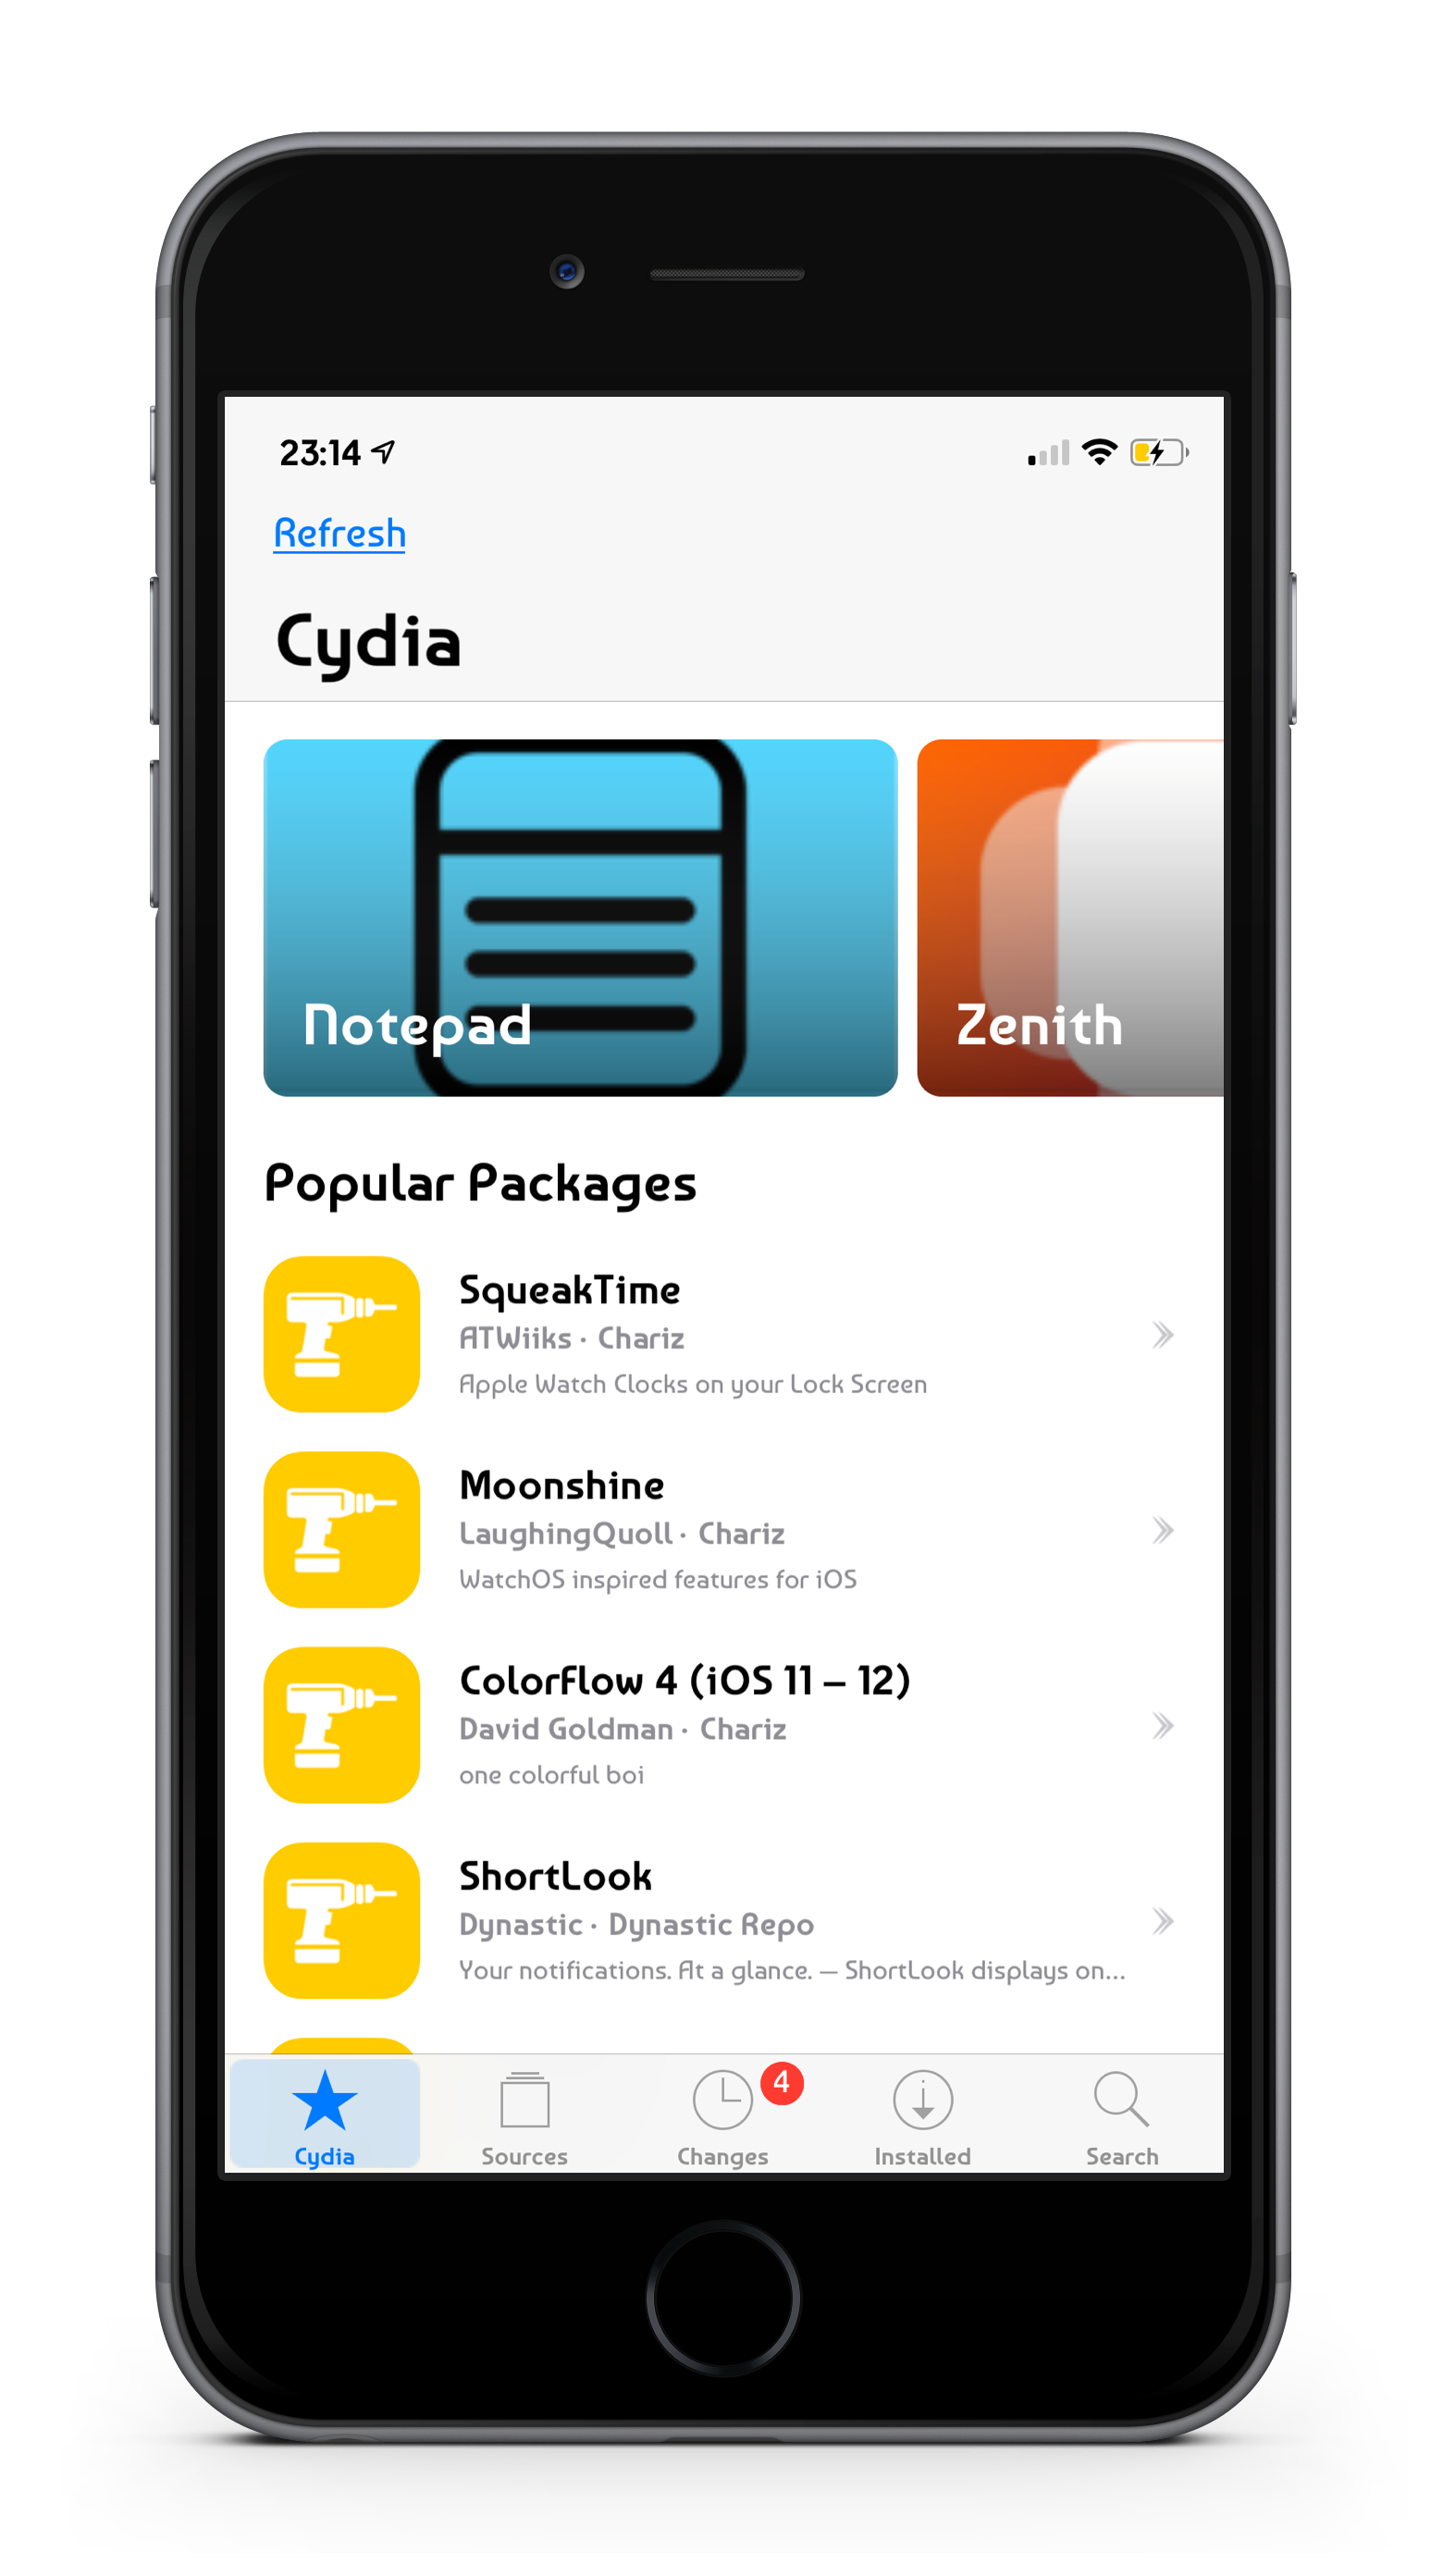 23:14
Refresh
Cydia
Notepad
Zenith
Popular Packages
SqueakTime
ATWiiks · Chariz
Apple Watch Clocks on your Lock Screen
Moonshine
LaughingQuoll · Chariz
WatchOS inspired features for iOS
ColorFlow 4 (iOS 11 – 12)
David Goldman · Chariz
one colorful boi
ShortLook
Dynastic · Dynastic Repo
Your notifications. At a glance. — ShortLook displays on...
4
Cydia Sources Changes Installed Search